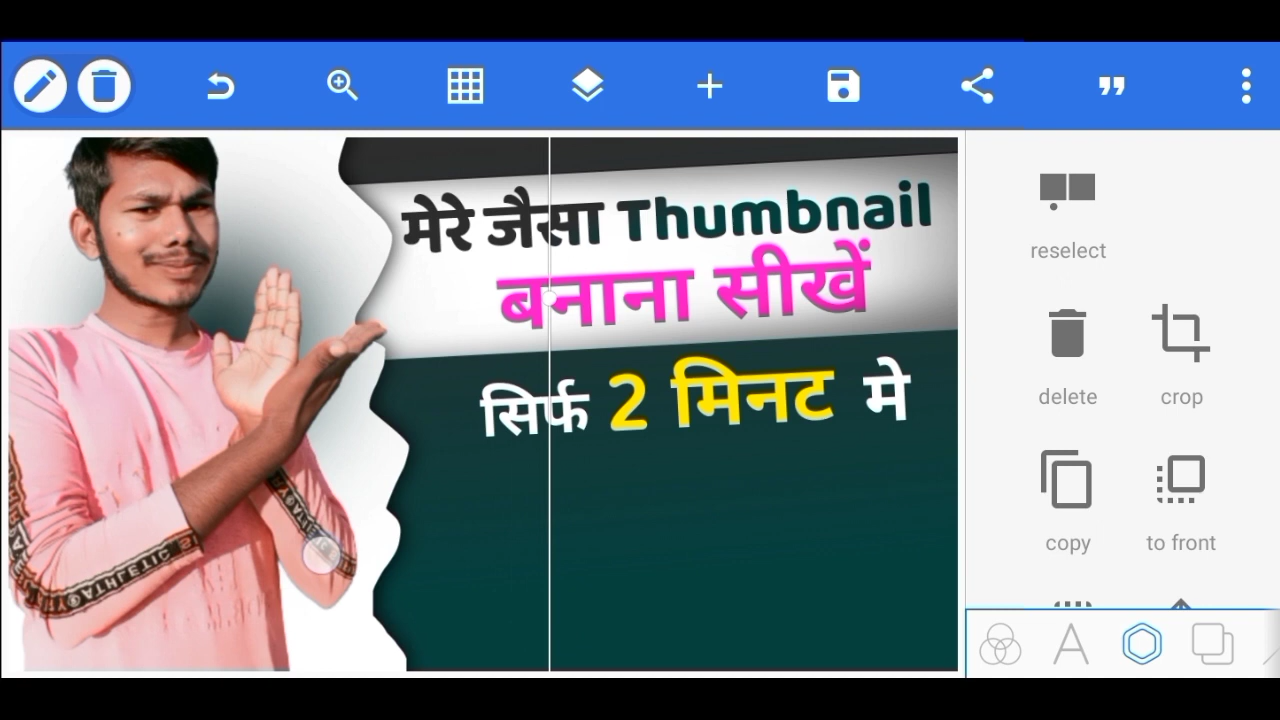 मेरे जैसा Thumbnail
बनाना सीखें
सिर्फ 2 मिनट मे
reselect
delete
crop
copy
to front